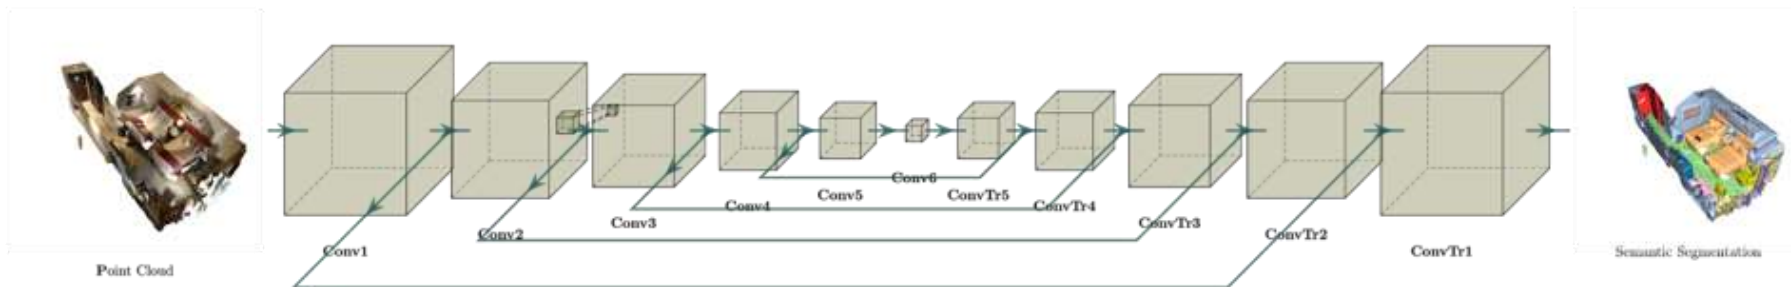 Point Cloud
Conv1
Conv2
Conv3
Conv4
Conv5
Conv6
ConvTr5
ConvTr4
ConvTr3
ConvTr2
ConvTr1
Semantic Segmentation